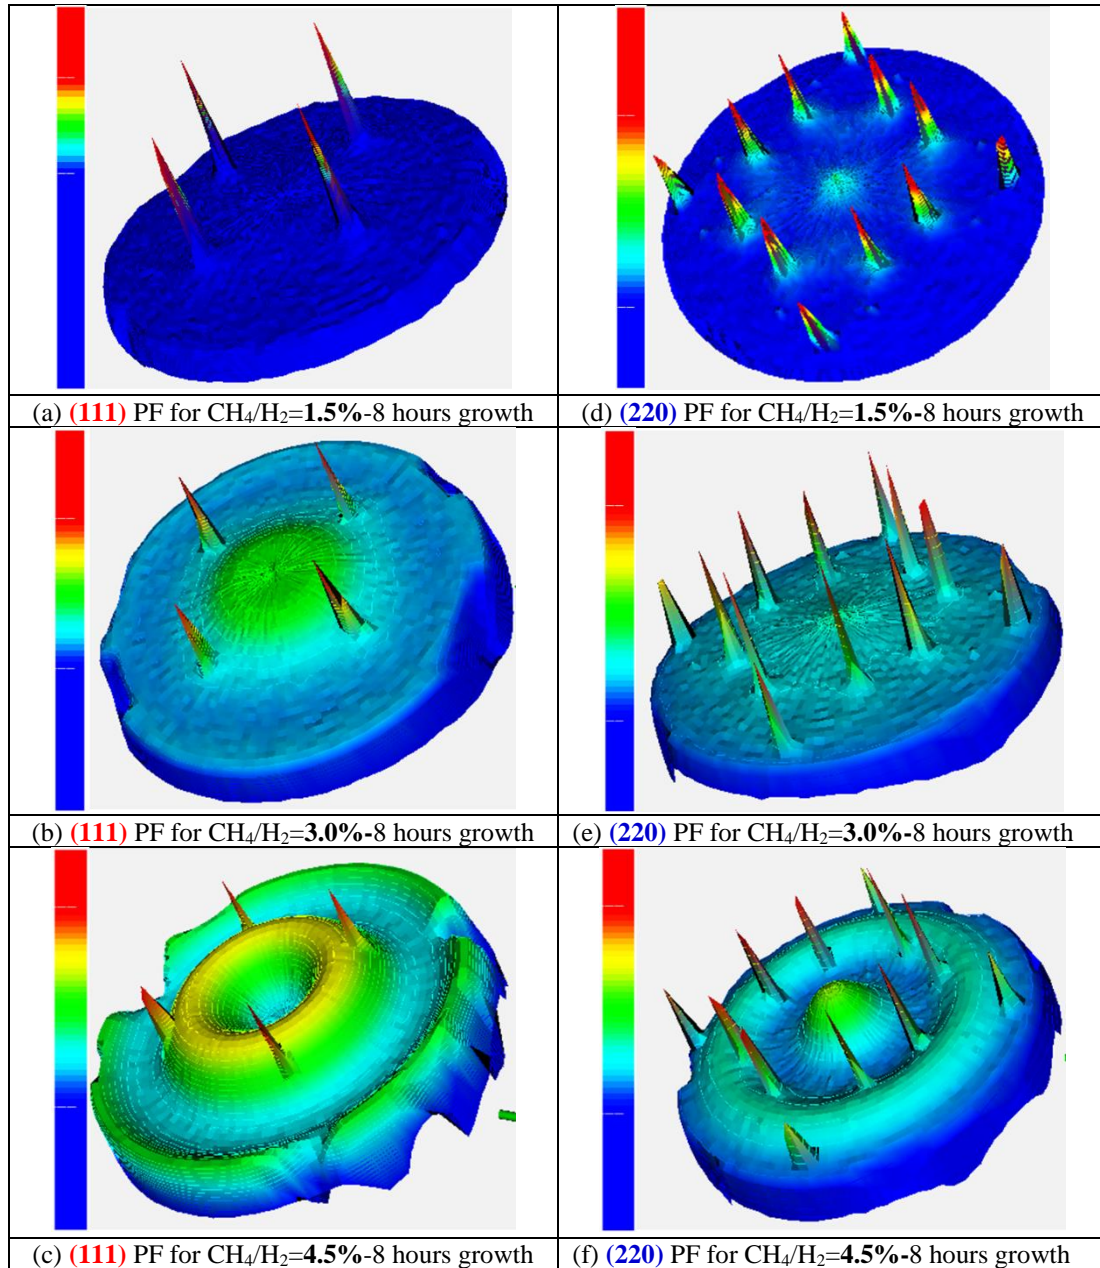 (a) (111) PF for CH₄/H₂=1.5%-8 hours growth
(d) (220) PF for CH₄/H₂=1.5%-8 hours growth
(b) (111) PF for CH₄/H₂=3.0%-8 hours growth
(e) (220) PF for CH₄/H₂=3.0%-8 hours growth
(c) (111) PF for CH₄/H₂=4.5%-8 hours growth
(f) (220) PF for CH₄/H₂=4.5%-8 hours growth